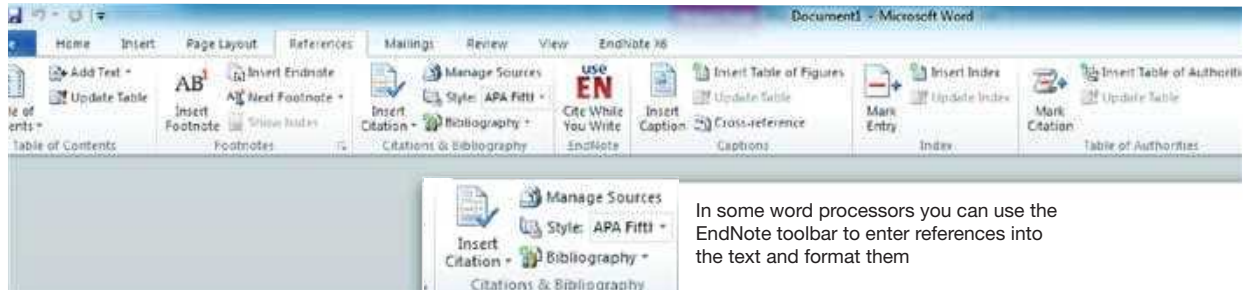 Document1 - Microsoft Word
Home Insert Page Layout References Mailings Review View EndNote X6
Add Text Insert Endnote Manage Sources use Insert Table of Figures Insert Index Insert Table of
Update Table AB1 Next Footnote Style: APA Fifth EN Update Table Update Index Update Table
Insert Footnote Show Notes Insert Citation Bibliography Cite While You Write Insert Caption Cross-reference Mark Entry Mark Citation
Table of Contents Footnotes Citations & Bibliography EndNote Captions Index Table of Authorities
Manage Sources
Style: APA Fifth
Insert
Citation Bibliography
Citations & Bibliography
In some word processors you can use the
EndNote toolbar to enter references into
the text and format them